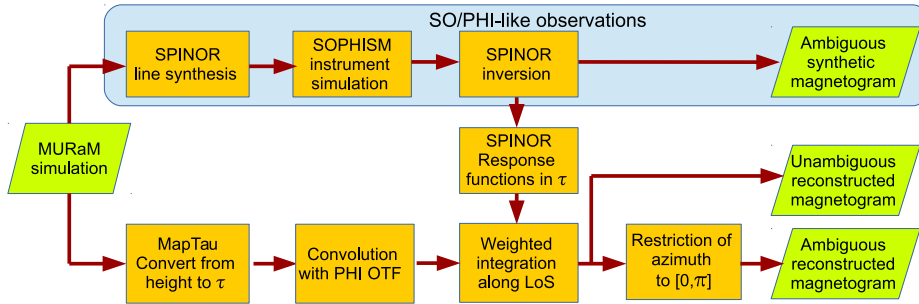 SO/PHI-like observations
SPINOR
line synthesis
SOPHISM
instrument
simulation
SPINOR
inversion
Ambiguous
synthetic
magnetogram
MURaM
simulation
SPINOR
Response
functions in τ
Unambiguous
reconstructed
magnetogram
MapTau
Convert from
height to τ
Convolution
with PHI OTF
Weighted
integration
along LoS
Restriction of
azimuth
to [0,π]
Ambiguous
reconstructed
magnetogram